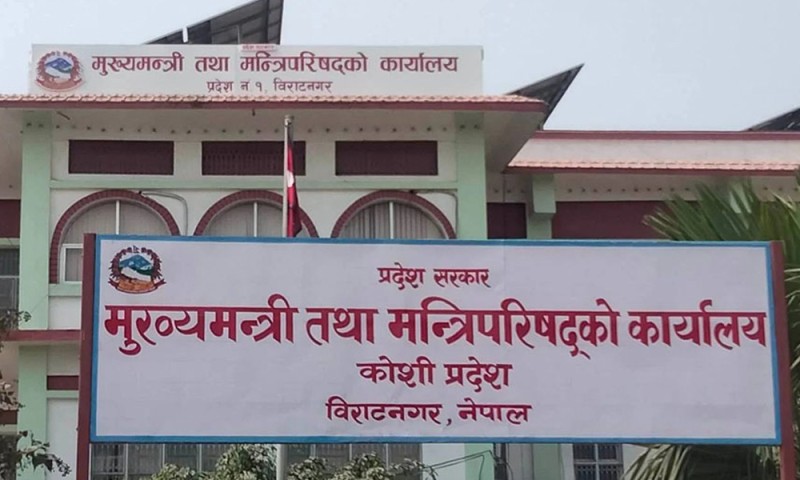 मुख्यमन्त्री तथा मन्त्रिपरिषद्को कार्यालय
प्रदेश नं १, विराटनगर
प्रदेश सरकार
मुख्यमन्त्री तथा मन्त्रिपरिषद्को कार्यालय
कोशी प्रदेश
विराटनगर, नेपाल